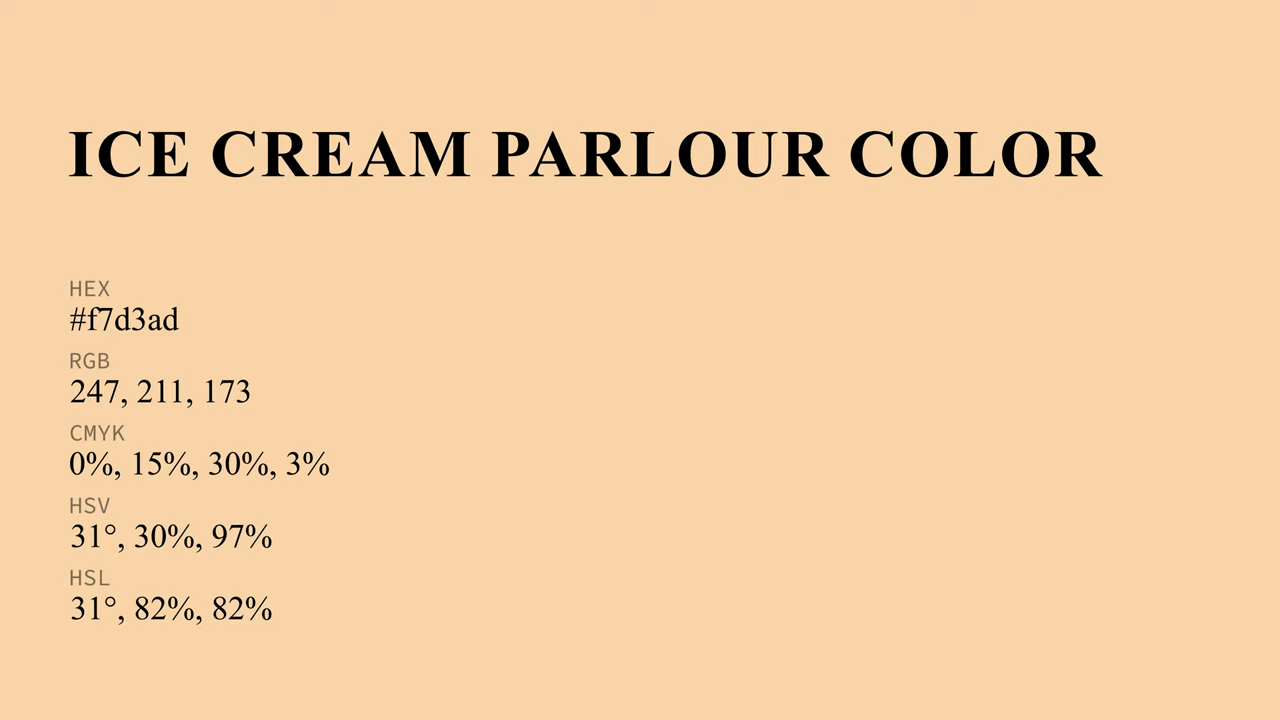 ICE CREAM PARLOUR COLOR
HEX
#f7d3ad
RGB
247, 211, 173
CMYK
0%, 15%, 30%, 3%
HSV
31°, 30%, 97%
HSL
31°, 82%, 82%